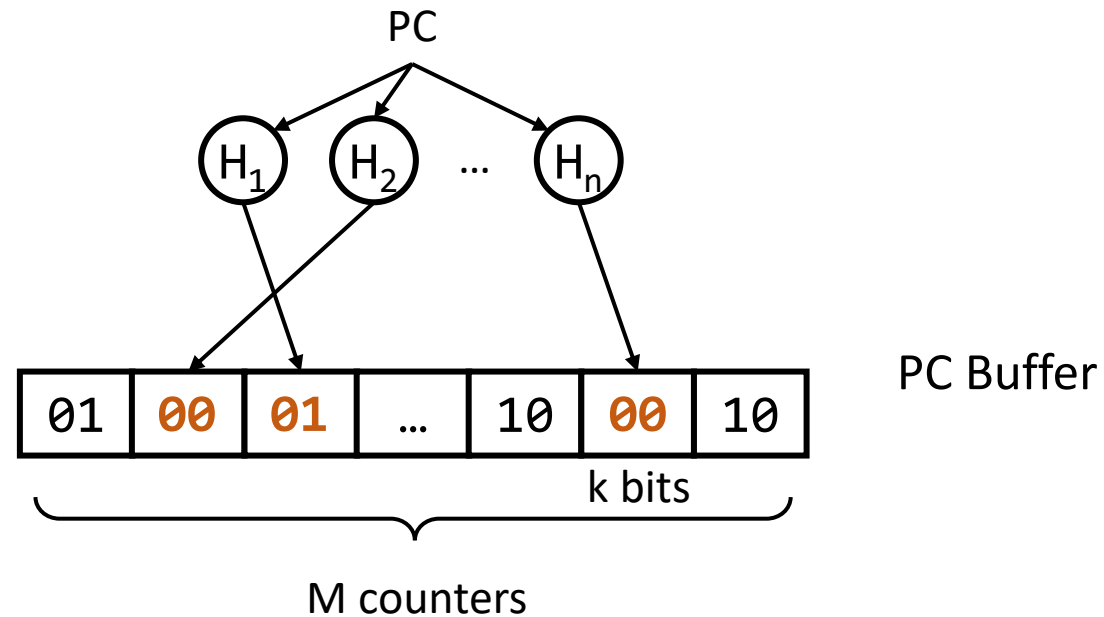 PC
H1 H2 ... Hn
PC Buffer
01 00 01 ... 10 00 10
k bits
M counters